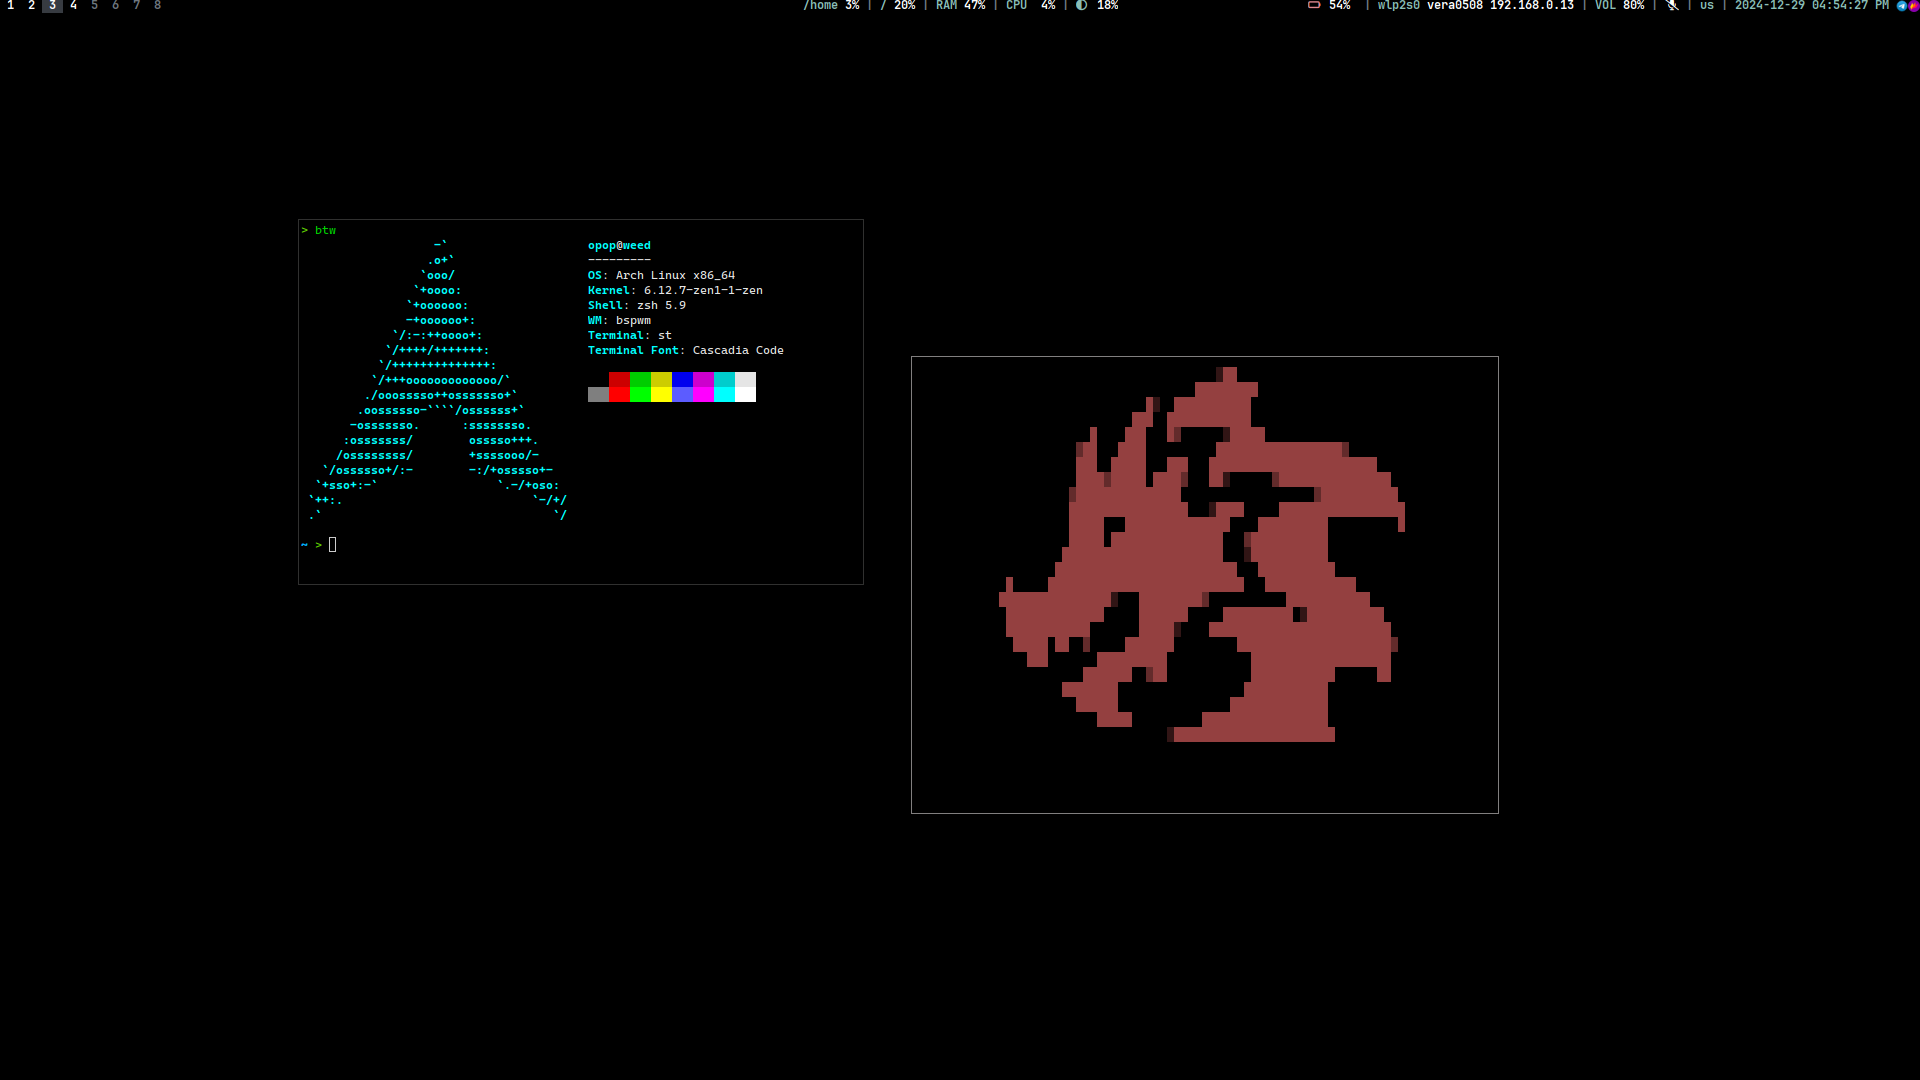 1 2 3 4 5 6 7 8 /home 3% | / 20% | RAM 47% | CPU 4% | 18% 54% | wlp2s0 vera0508 192.168.0.13 | VOL 80% | | us | 2024-12-29 04:54:27 PM
> btw
-` opop@weed
.o+` ---------
`ooo/ OS: Arch Linux x86_64
`+oooo: Kernel: 6.12.7-zen1-1-zen
`+oooooo: Shell: zsh 5.9
-+oooooo+: WM: bspwm
`/:-:++oooo+: Terminal: st
`/++++/+++++++: Terminal Font: Cascadia Code
`/++++++++++++++:
`/+++ooooooooooooo/`
./ooosssso++osssssso+`
.oossssso-````/ossssss+`
-osssssso. :ssssssso.
:osssssss/ osssso+++.
/ossssssss/ +ssssooo/-
`/ossssso+/:- -:/+osssso+-
`+sso+:-` `.-/+oso:
`++:. `-/+/
.` `/
~ >